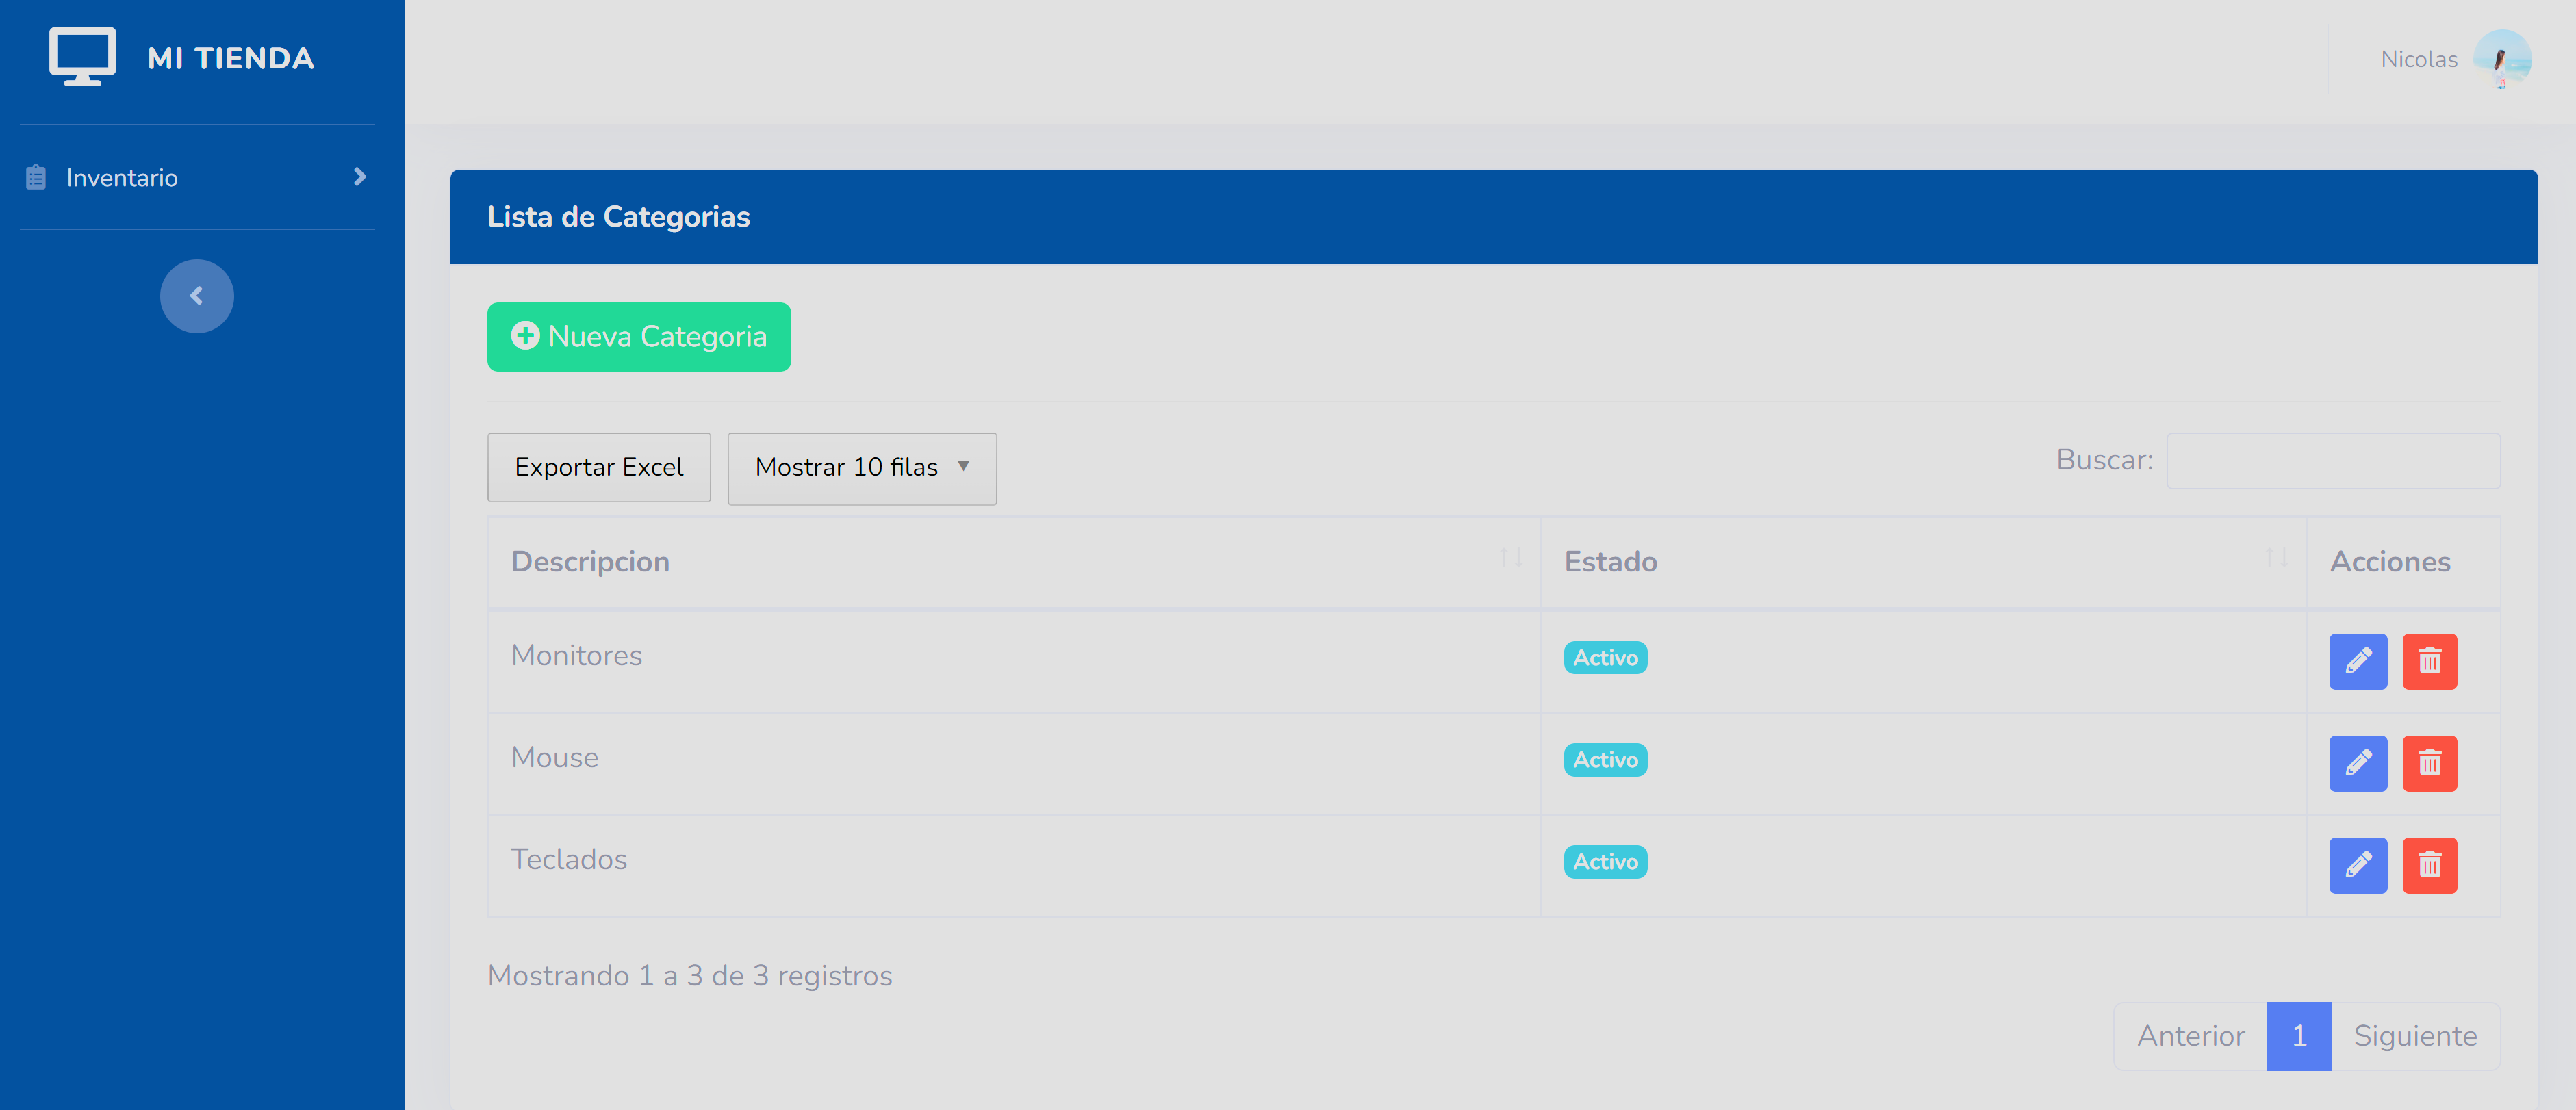 MI TIENDA
Nicolas
Inventario
Lista de Categorias
Nueva Categoria
Exportar Excel Mostrar 10 filas Buscar:
Descripcion Estado Acciones
Monitores Activo
Mouse Activo
Teclados Activo
Mostrando 1 a 3 de 3 registros
Anterior 1 Siguiente